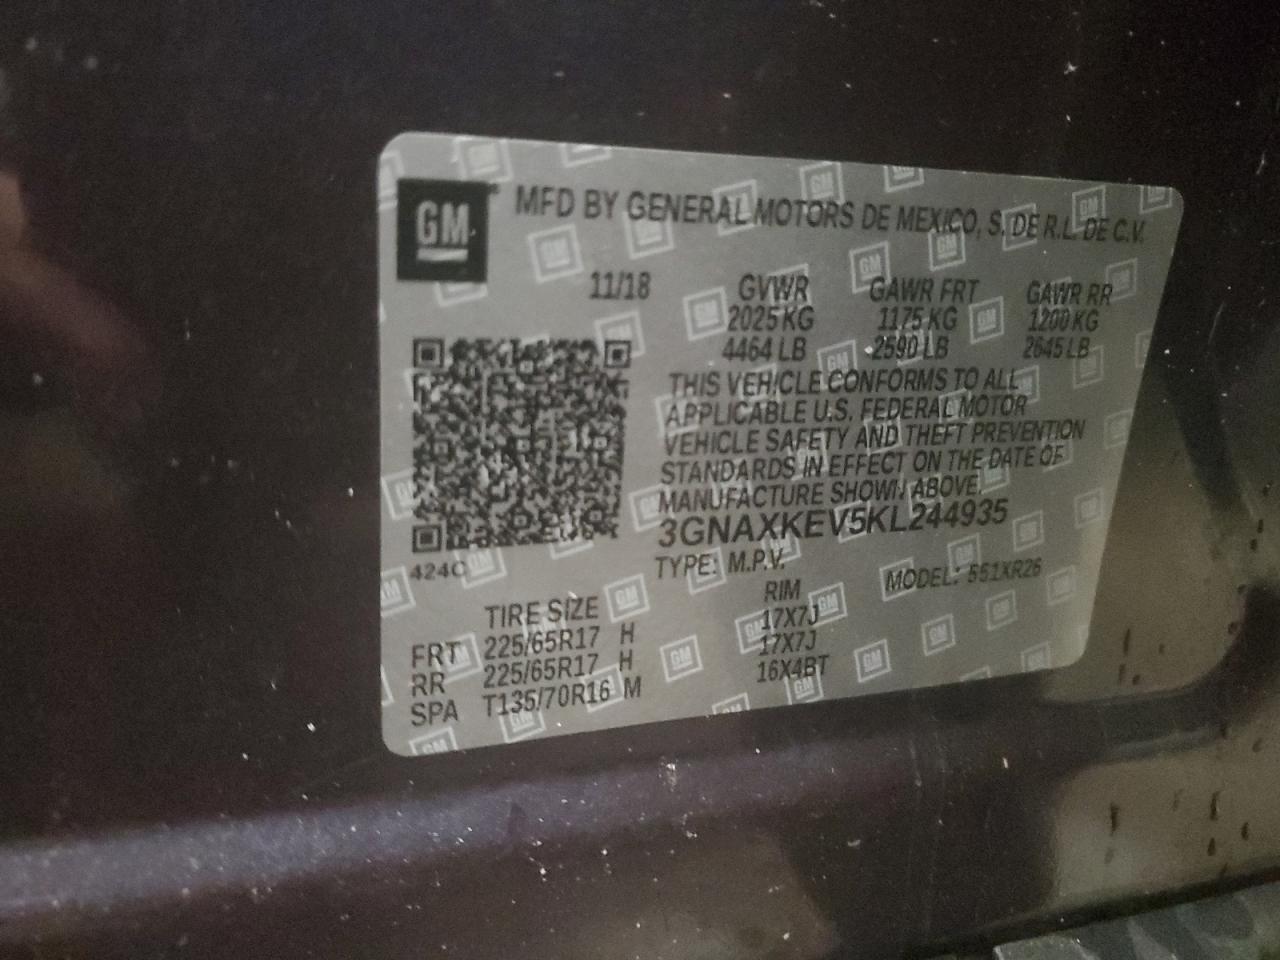 GM MFD BY GENERAL MOTORS DE MEXICO, S. DE R.L. DE C.V.
11/18 GVWR GAWR FRT GAWR RR
2025 KG 1175 KG 1200 KG
4464 LB 2590 LB 2645 LB
THIS VEHICLE CONFORMS TO ALL
APPLICABLE U.S. FEDERAL MOTOR
VEHICLE SAFETY AND THEFT PREVENTION
STANDARDS IN EFFECT ON THE DATE OF
MANUFACTURE SHOWN ABOVE.
3GNAXKEV5KL244935
424C
TYPE: M.P.V. MODEL: 551XR26
TIRE SIZE RIM
FRT 225/65R17 H 17X7J
RR 225/65R17 H 17X7J
SPA T135/70R16 M 16X4BT